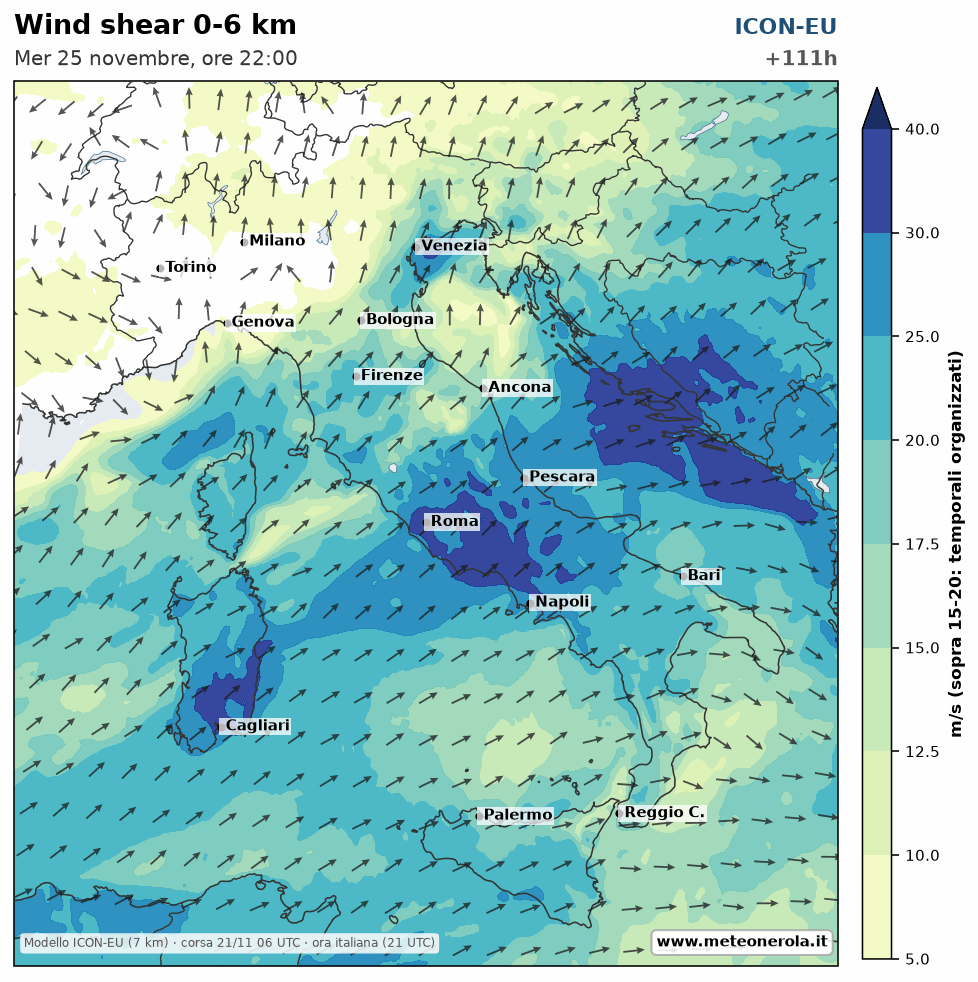 Wind shear 0-6 km
ICON-EU
Mer 25 novembre, ore 22:00
+111h
40.0
30.0
25.0
20.0
17.5
15.0
12.5
10.0
5.0
m/s (sopra 15-20: temporali organizzati)
Milano
Venezia
Torino
Genova
Bologna
Firenze
Ancona
Pescara
Roma
Bari
Napoli
Cagliari
Palermo
Reggio C.
Modello ICON-EU (7 km) · corsa 21/11 06 UTC · ora italiana (21 UTC)
www.meteonerola.it